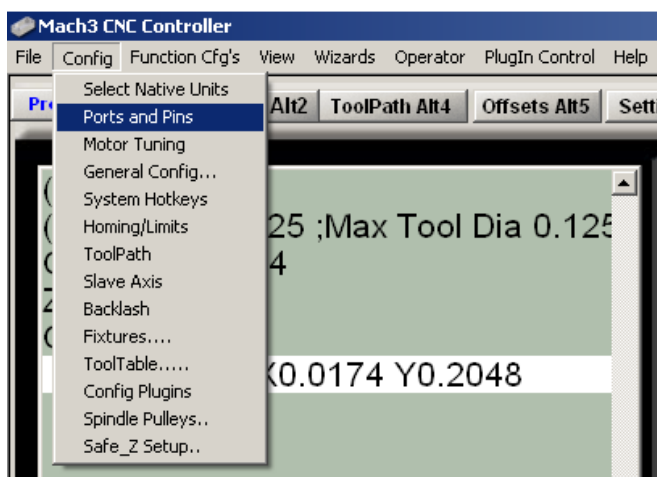 Mach3 CNC Controller
File Config Function Cfg's View Wizards Operator PlugIn Control Help
Alt2 ToolPath Alt4 Offsets Alt5
Select Native Units
Ports and Pins
Motor Tuning
General Config...
System Hotkeys
Homing/Limits
25 ;Max Tool Dia 0.125
ToolPath
4
Slave Axis
Backlash
Fixtures....
ToolTable.....
X0.0174 Y0.2048
Config Plugins
Spindle Pulleys..
Safe_Z Setup..